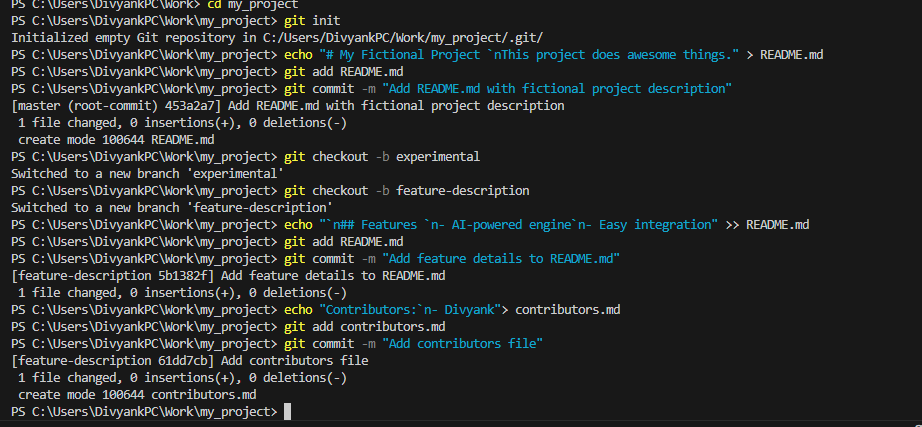 PS C:\Users\DivyankPC\Work> cd my_project
PS C:\Users\DivyankPC\Work\my_project> git init
Initialized empty Git repository in C:/Users/DivyankPC/Work/my_project/.git/
PS C:\Users\DivyankPC\Work\my_project> echo "# My Fictional Project `nThis project does awesome things." > README.md
PS C:\Users\DivyankPC\Work\my_project> git add README.md
PS C:\Users\DivyankPC\Work\my_project> git commit -m "Add README.md with fictional project description"
[master (root-commit) 453a2a7] Add README.md with fictional project description
 1 file changed, 0 insertions(+), 0 deletions(-)
 create mode 100644 README.md
PS C:\Users\DivyankPC\Work\my_project> git checkout -b experimental
Switched to a new branch 'experimental'
PS C:\Users\DivyankPC\Work\my_project> git checkout -b feature-description
Switched to a new branch 'feature-description'
PS C:\Users\DivyankPC\Work\my_project> echo "`n## Features `n- AI-powered engine`n- Easy integration" >> README.md
PS C:\Users\DivyankPC\Work\my_project> git add README.md
PS C:\Users\DivyankPC\Work\my_project> git commit -m "Add feature details to README.md"
[feature-description 5b1382f] Add feature details to README.md
 1 file changed, 0 insertions(+), 0 deletions(-)
PS C:\Users\DivyankPC\Work\my_project> echo "Contributors:`n- Divyank"> contributors.md
PS C:\Users\DivyankPC\Work\my_project> git add contributors.md
PS C:\Users\DivyankPC\Work\my_project> git commit -m "Add contributors file"
[feature-description 61dd7cb] Add contributors file
 1 file changed, 0 insertions(+), 0 deletions(-)
 create mode 100644 contributors.md
PS C:\Users\DivyankPC\Work\my_project>